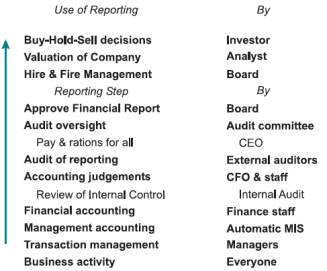 Use of Reporting By
Buy-Hold-Sell decisions Investor
Valuation of Company Analyst
Hire & Fire Management Board
Reporting Step By
Approve Financial Report Board
Audit oversight Audit committee
Pay & rations for all CEO
Audit of reporting External auditors
Accounting judgements CFO & staff
Review of Internal Control Internal Audit
Financial accounting Finance staff
Management accounting Automatic MIS
Transaction management Managers
Business activity Everyone